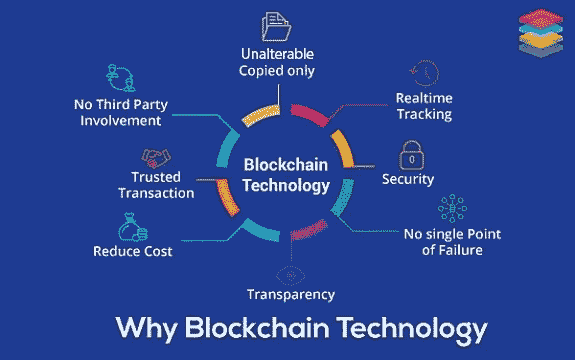 Unalterable
Copied only
Realtime
Tracking
Security
No single Point
of Failure
Transparency
Reduce Cost
Trusted
Transaction
No Third Party
Involvement
Blockchain
Technology
Why Blockchain Technology